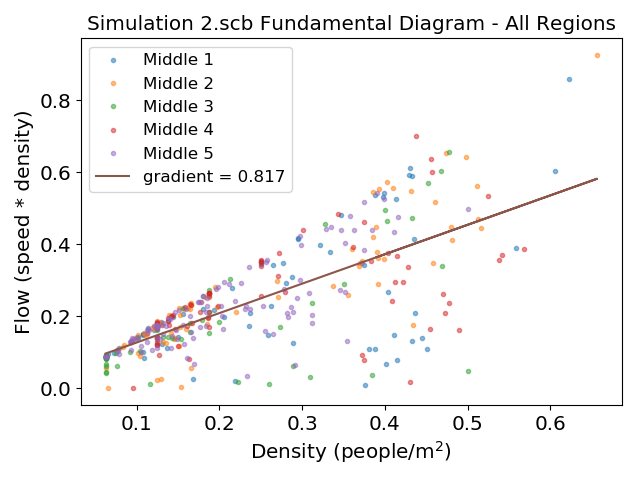 Simulation 2.scb Fundamental Diagram - All Regions
Flow (speed * density)
0.8
0.6
0.4
0.2
0.0
Middle 1
Middle 2
Middle 3
Middle 4
Middle 5
gradient = 0.817
0.1 0.2 0.3 0.4 0.5 0.6
Density (people/m²)